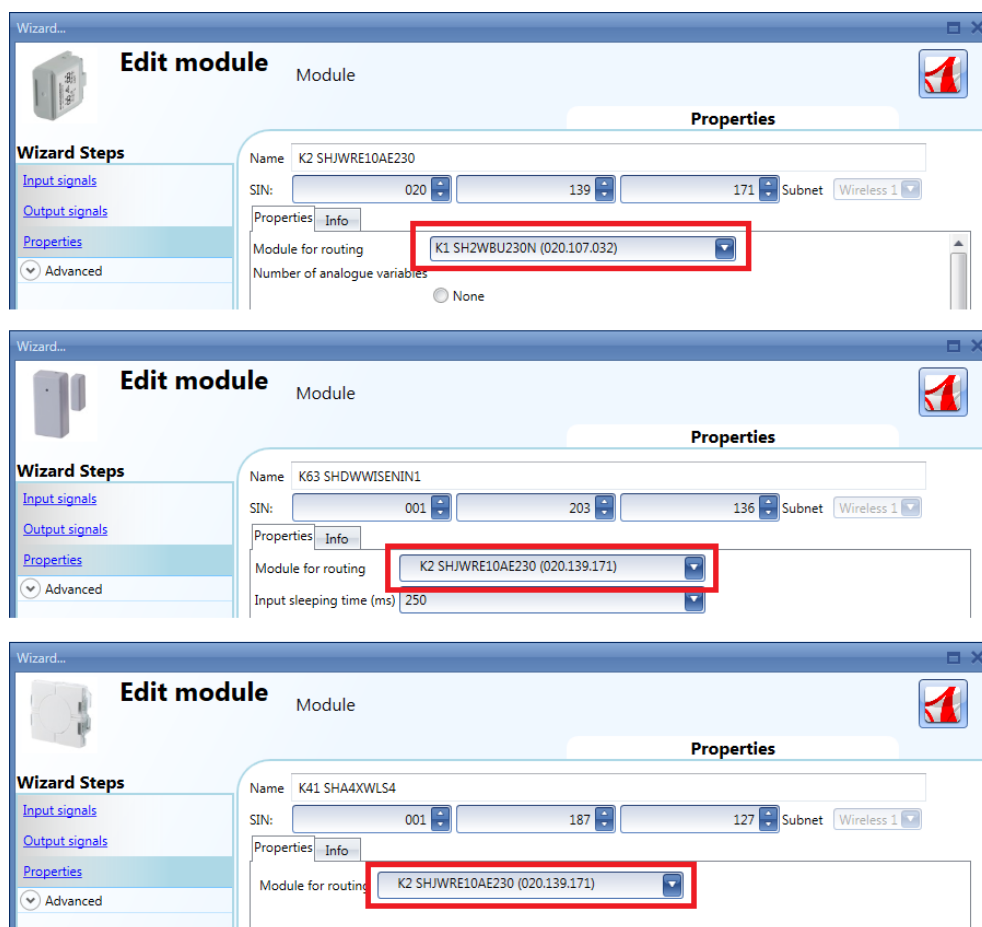 Wizard...
Edit module
Module
Properties
Wizard Steps
Name K2 SHJWRE10AE230
Input signals
SIN: 020 139 171 Subnet Wireless 1
Output signals
Properties Info
Properties
Module for routing K1 SH2WBU230N (020.107.032)
Advanced
Number of analogue variables
None
Wizard...
Edit module
Module
Properties
Wizard Steps
Name K63 SHDWWISENIN1
Input signals
SIN: 001 203 136 Subnet Wireless 1
Output signals
Properties Info
Properties
Module for routing K2 SHJWRE10AE230 (020.139.171)
Advanced
Input sleeping time (ms) 250
Wizard...
Edit module
Module
Properties
Wizard Steps
Name K41 SHA4XWLS4
Input signals
SIN: 001 187 127 Subnet Wireless 1
Output signals
Properties Info
Properties
Module for routing K2 SHJWRE10AE230 (020.139.171)
Advanced